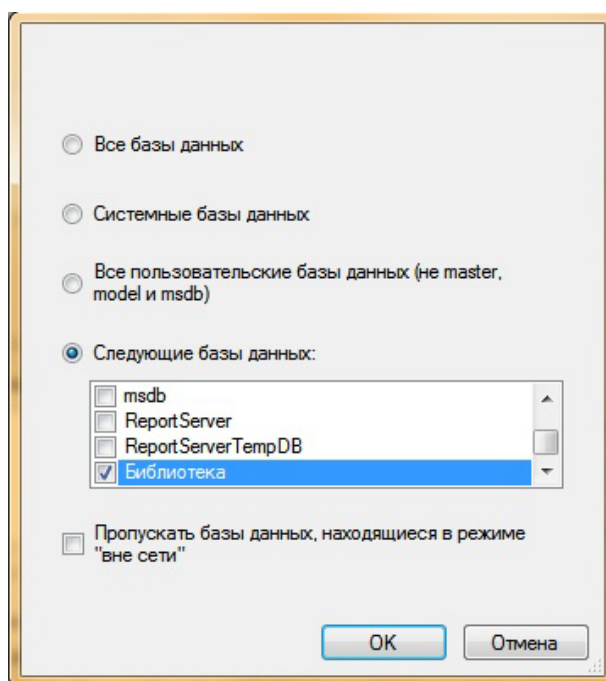 Все базы данных
Системные базы данных
Все пользовательские базы данных (не master,
model и msdb)
Следующие базы данных:
msdb
ReportServer
ReportServerTempDB
Библиотека
Пропускать базы данных, находящиеся в режиме
"вне сети"
OK
Отмена